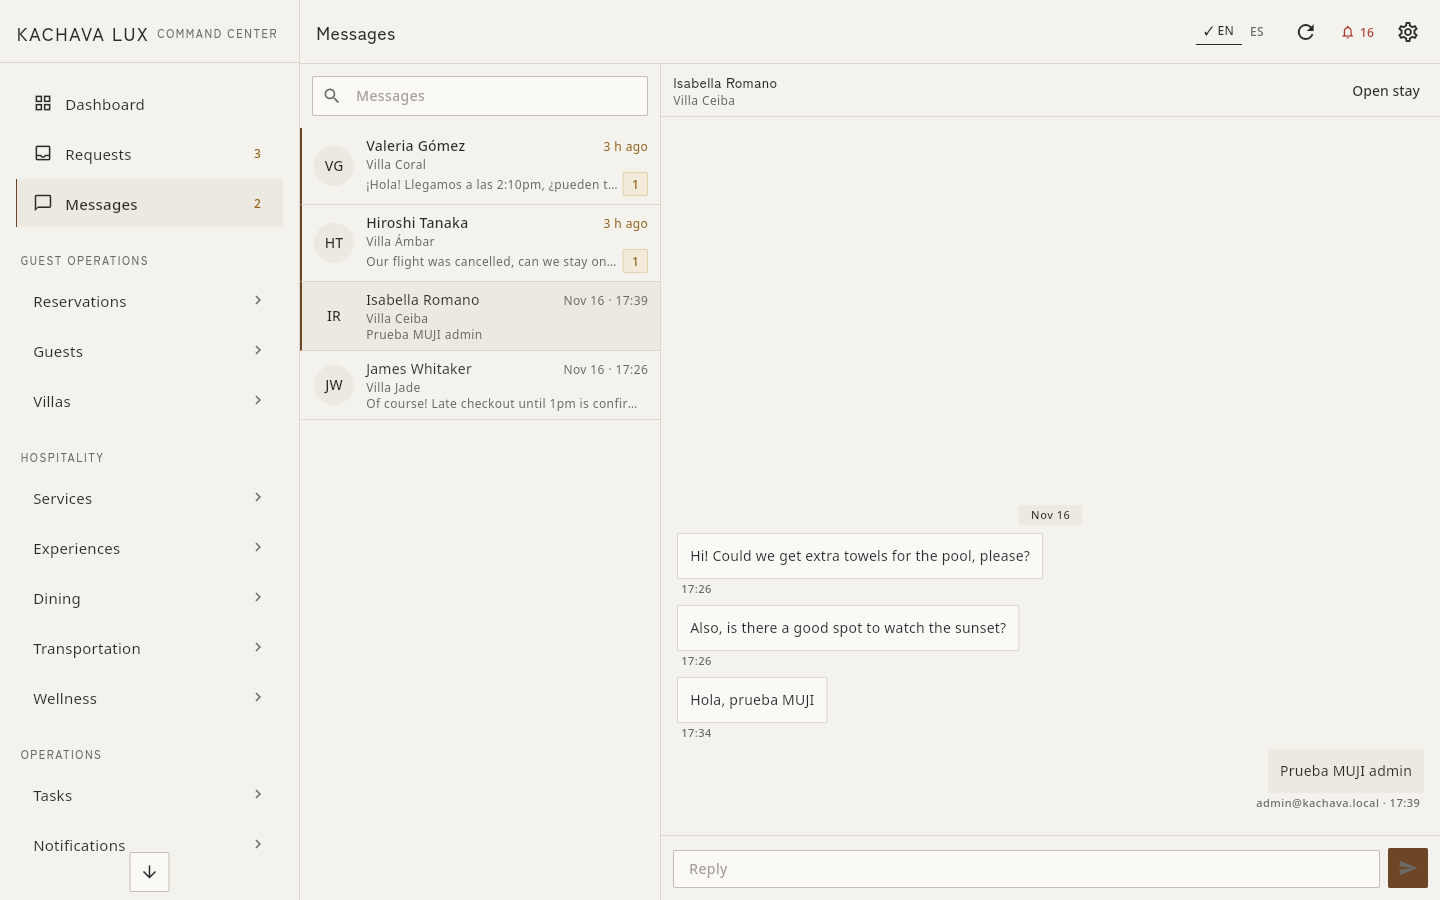 KACHAVA LUX COMMAND CENTER
Dashboard
Requests 3
Messages 2
GUEST OPERATIONS
Reservations
Guests
Villas
HOSPITALITY
Services
Experiences
Dining
Transportation
Wellness
OPERATIONS
Tasks
Notifications
Messages
✓ EN ES
16
Messages
VG
Valeria Gómez 3 h ago
Villa Coral
¡Hola! Llegamos a las 2:10pm, ¿pueden t… 1
HT
Hiroshi Tanaka 3 h ago
Villa Ámbar
Our flight was cancelled, can we stay on… 1
IR
Isabella Romano Nov 16 · 17:39
Villa Ceiba
Prueba MUJI admin
JW
James Whitaker Nov 16 · 17:26
Villa Jade
Of course! Late checkout until 1pm is confir…
Isabella Romano
Villa Ceiba
Open stay
Nov 16
Hi! Could we get extra towels for the pool, please?
17:26
Also, is there a good spot to watch the sunset?
17:26
Hola, prueba MUJI
17:34
Prueba MUJI admin
admin@kachava.local · 17:39
Reply